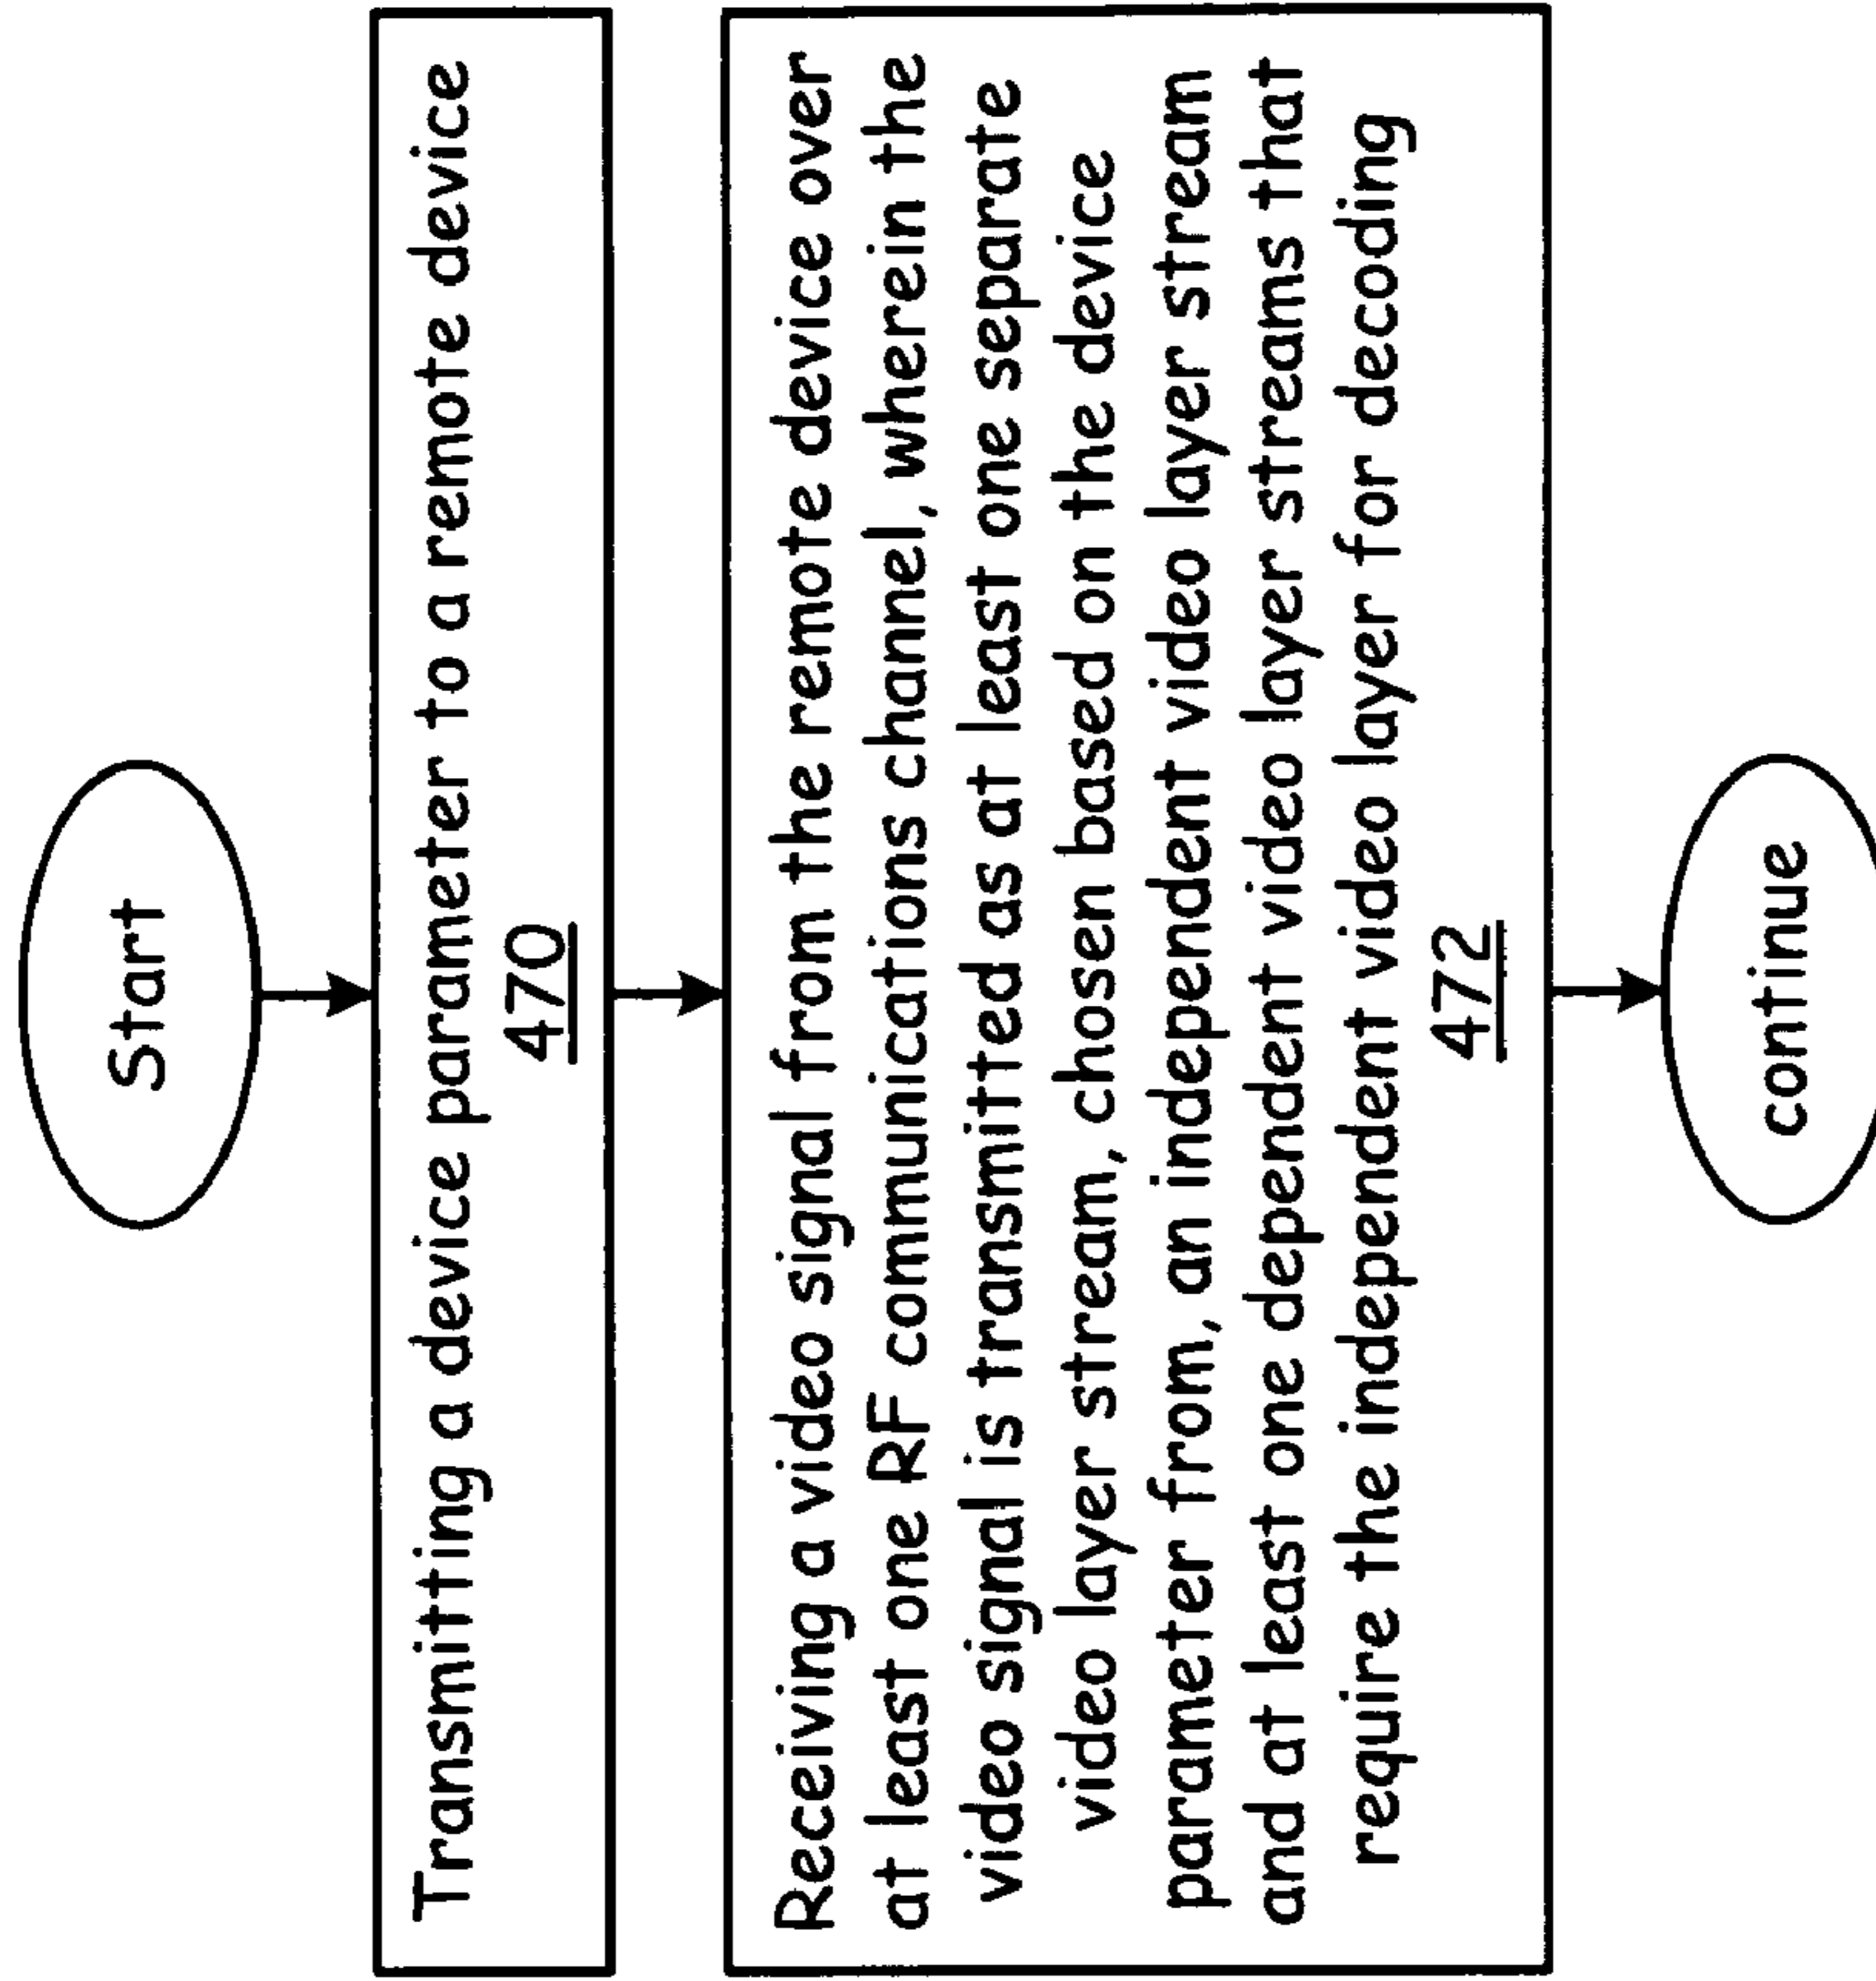 Start
Transmitting a device parameter to a remote device
470
Receiving a video signal from the remote device over
at least one RF communications channel, wherein the
video signal is transmitted as at least one separate
video layer stream, chosen based on the device
parameter from, an independent video layer stream
and at least one dependent video layer streams that
require the independent video layer for decoding
472
continue